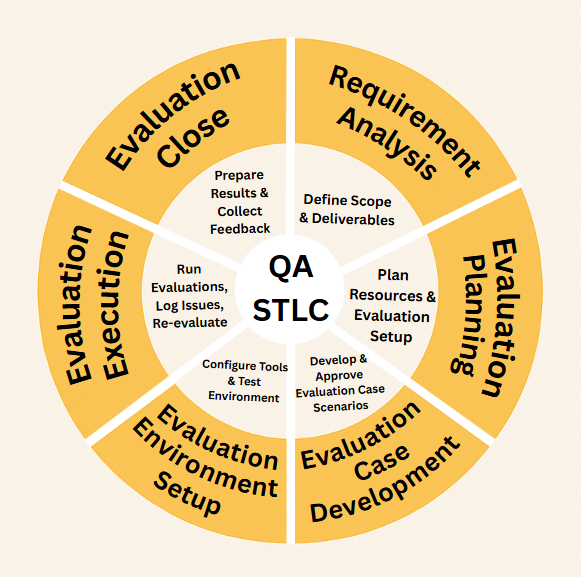 QA
STLC
Requirement
Analysis
Define Scope
& Deliverables
Evaluation
Planning
Plan
Resources &
Evaluation
Setup
Evaluation
Case
Development
Develop &
Approve
Evaluation Case
Scenarios
Evaluation
Environment
Setup
Configure Tools
& Test
Environment
Evaluation
Execution
Run
Evaluations,
Log Issues,
Re-evaluate
Evaluation
Close
Prepare
Results &
Collect
Feedback